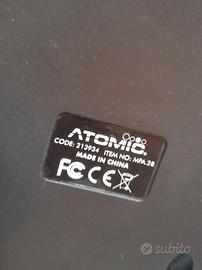 ATOMIC.
CODE: 213934 ITEM NO: MPA.28
MADE IN CHINA
FC CE
subito